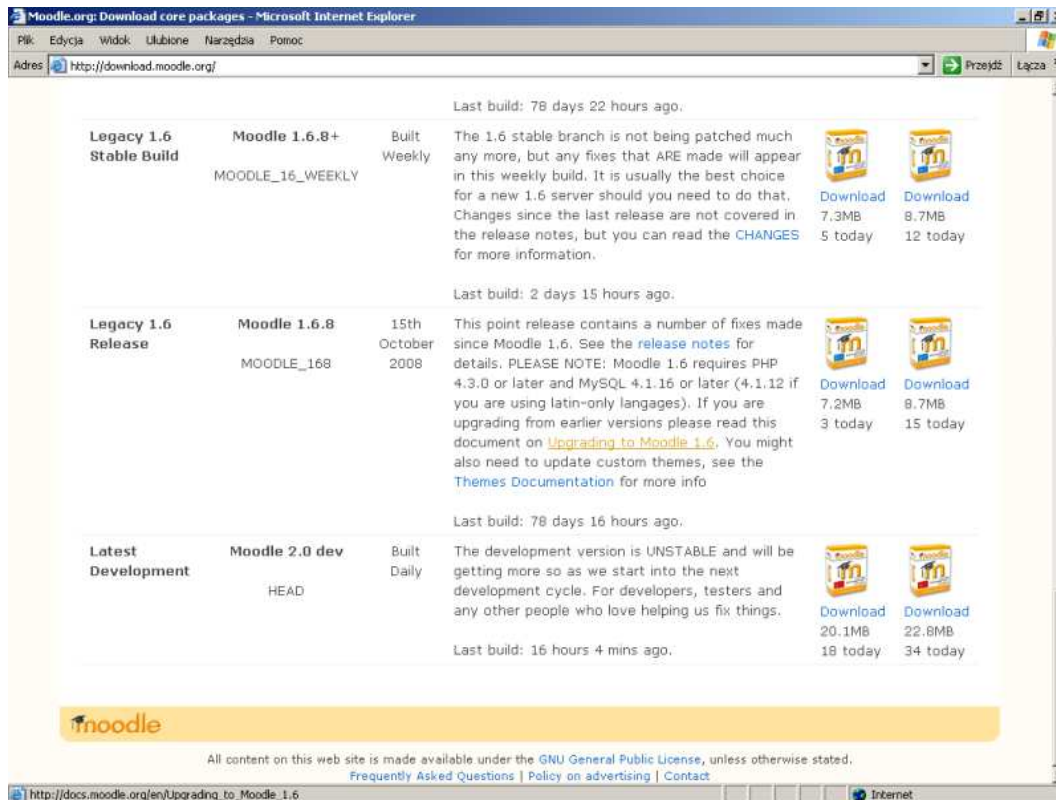 Moodle.org: Download core packages - Microsoft Internet Explorer
Plik Edycja Widok Ulubione Narzędzia Pomoc
Adres http://download.moodle.org/ Przejdź Łącza
Last build: 78 days 22 hours ago.
Legacy 1.6 Stable Build
Moodle 1.6.8+
MOODLE_16_WEEKLY
Built Weekly
The 1.6 stable branch is not being patched much
any more, but any fixes that ARE made will appear
in this weekly build. It is usually the best choice
for a new 1.6 server should you need to do that.
Changes since the last release are not covered in
the release notes, but you can read the CHANGES
for more information.
Last build: 2 days 15 hours ago.
Download
7.3MB
5 today
Download
8.7MB
12 today
Legacy 1.6
Release
Moodle 1.6.8
MOODLE_168
15th
October
2008
This point release contains a number of fixes made
since Moodle 1.6. See the release notes for
details. PLEASE NOTE: Moodle 1.6 requires PHP
4.3.0 or later and MySQL 4.1.16 or later (4.1.12 if
you are using latin-only langages). If you are
upgrading from earlier versions please read this
document on Upgrading to Moodle 1.6. You might
also need to update custom themes, see the
Themes Documentation for more info
Last build: 78 days 16 hours ago.
Download
7.2MB
3 today
Download
8.7MB
15 today
Latest
Development
Moodle 2.0 dev
HEAD
Built
Daily
The development version is UNSTABLE and will be
getting more so as we start into the next
development cycle. For developers, testers and
any other people who love helping us fix things.
Last build: 16 hours 4 mins ago.
Download
20.1MB
18 today
Download
22.8MB
34 today
moodle
All content on this web site is made available under the GNU General Public License, unless otherwise stated.
Frequently Asked Questions | Policy on advertising | Contact
http://docs.moodle.org/en/Upgrading_to_Moodle_1.6 Internet